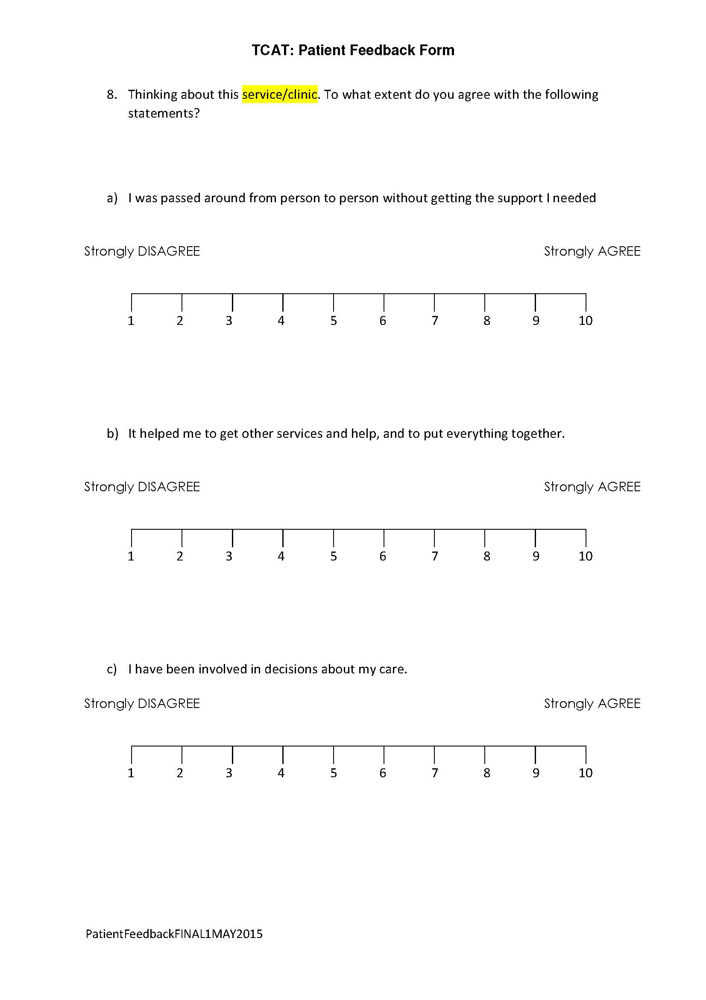 TCAT: Patient Feedback Form
8. Thinking about this service/clinic. To what extent do you agree with the following
statements?
a) I was passed around from person to person without getting the support I needed
Strongly DISAGREE Strongly AGREE
1 2 3 4 5 6 7 8 9 10
b) It helped me to get other services and help, and to put everything together.
Strongly DISAGREE Strongly AGREE
1 2 3 4 5 6 7 8 9 10
c) I have been involved in decisions about my care.
Strongly DISAGREE Strongly AGREE
1 2 3 4 5 6 7 8 9 10
PatientFeedbackFINAL1MAY2015